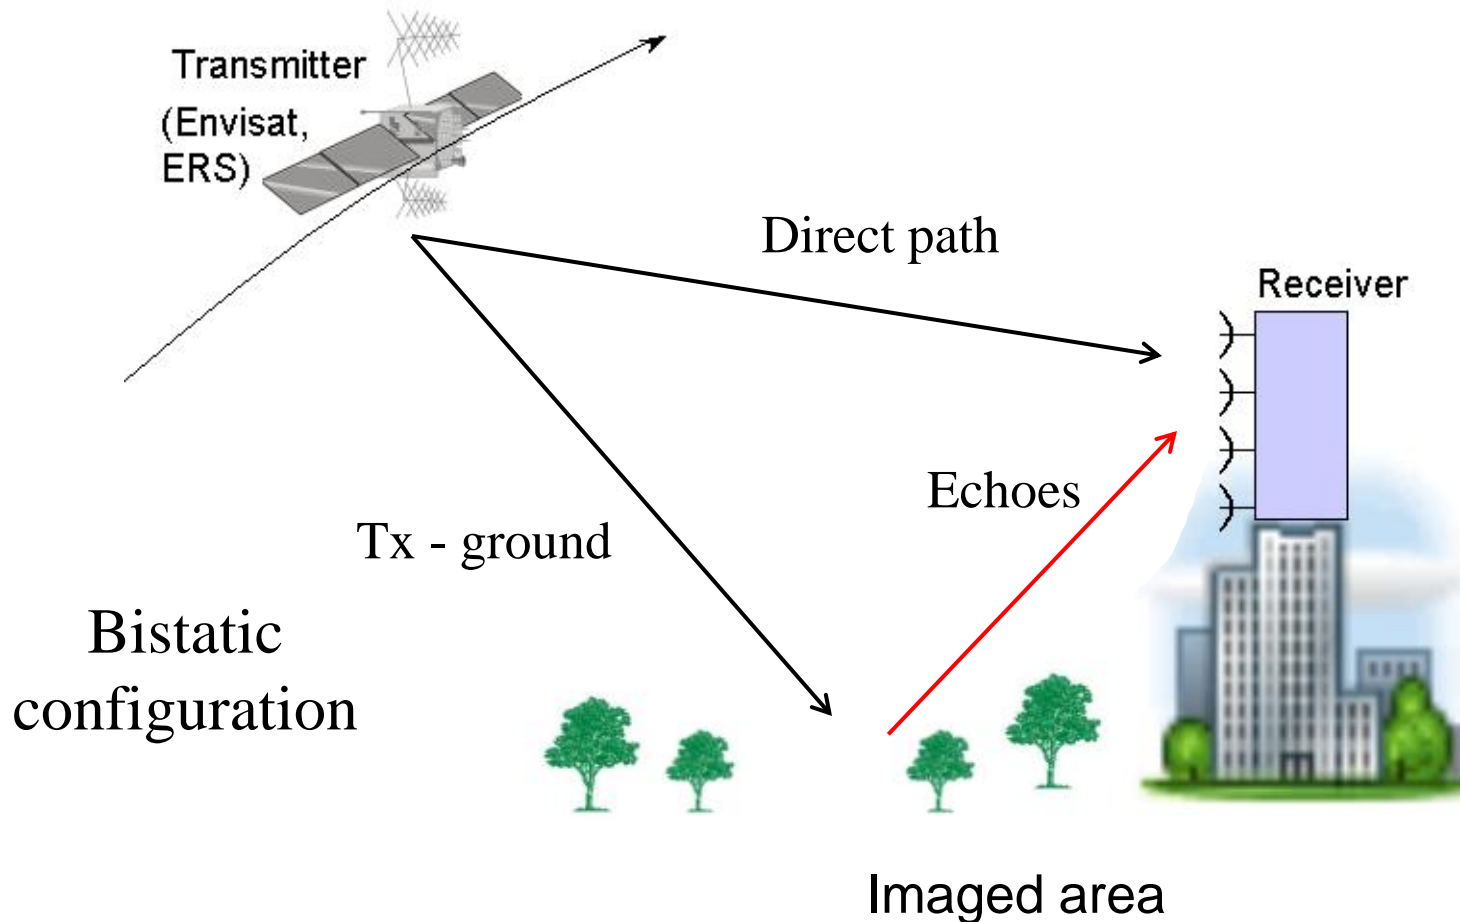 Transmitter
(Envisat,
ERS)
Direct path
Receiver
Echoes
Tx - ground
Bistatic
configuration
Imaged area